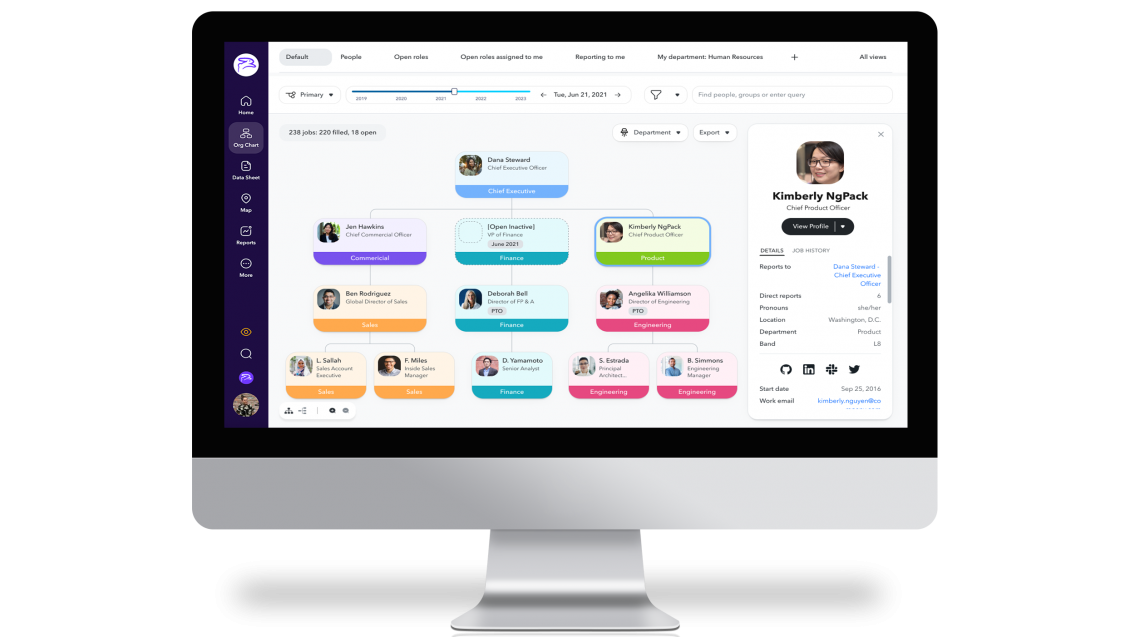 Default
People
Open roles
Open roles assigned to me
Reporting to me
My department: Human Resources
+
All views
Primary
2019 2020 2021 2022 2023
Tue, Jun 21, 2021
Find people, groups or enter query
Home
Org Chart
Data Sheet
Map
Reports
More
238 jobs: 220 filled, 18 open
Department
Export
Dana Steward
Chief Executive Officer
Chief Executive
Jen Hawkins
Chief Commercial Officer
Commericial
[Open Inactive]
VP of Finance
June 2021
Finance
Kimberly NgPack
Chief Product Officer
Product
Ben Rodriguez
Global Director of Sales
Sales
Deborah Bell
Director of FP & A
PTO
Finance
Angelika Williamson
Director of Engineering
PTO
Engineering
L. Sallah
Sales Account
Executive
Sales
F. Miles
Inside Sales
Manager
Sales
D. Yamamoto
Senior Analyst
Finance
S. Estrada
Principal
Architect...
Engineering
B. Simmons
Engineering
Manager
Engineering
Kimberly NgPack
Chief Product Officer
View Profile
DETAILS JOB HISTORY
Reports to Dana Steward -
Chief Executive
Officer
Direct reports 6
Pronouns she/her
Location Washington, D.C.
Department Product
Band L8
Start date Sep 25, 2016
Work email kimberly.nguyen@co